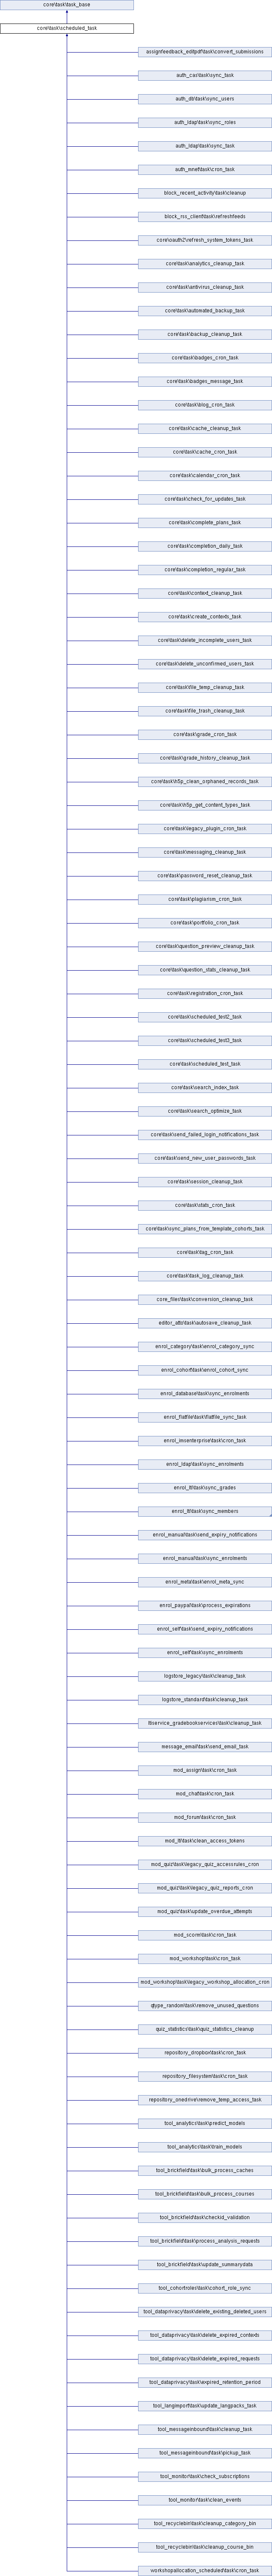 core\task\task_base
core\task\scheduled_task
assignfeedback_editpdf\task\convert_submissions
auth_cas\task\sync_task
auth_db\task\sync_users
auth_ldap\task\sync_roles
auth_ldap\task\sync_task
auth_mnet\task\cron_task
block_recent_activity\task\cleanup
block_rss_client\task\refreshfeeds
core\oauth2\refresh_system_tokens_task
core\task\analytics_cleanup_task
core\task\antivirus_cleanup_task
core\task\automated_backup_task
core\task\backup_cleanup_task
core\task\badges_cron_task
core\task\badges_message_task
core\task\blog_cron_task
core\task\cache_cleanup_task
core\task\cache_cron_task
core\task\calendar_cron_task
core\task\check_for_updates_task
core\task\complete_plans_task
core\task\completion_daily_task
core\task\completion_regular_task
core\task\context_cleanup_task
core\task\create_contexts_task
core\task\delete_incomplete_users_task
core\task\delete_unconfirmed_users_task
core\task\file_temp_cleanup_task
core\task\file_trash_cleanup_task
core\task\grade_cron_task
core\task\grade_history_cleanup_task
core\task\h5p_clean_orphaned_records_task
core\task\h5p_get_content_types_task
core\task\legacy_plugin_cron_task
core\task\messaging_cleanup_task
core\task\password_reset_cleanup_task
core\task\plagiarism_cron_task
core\task\portfolio_cron_task
core\task\question_preview_cleanup_task
core\task\question_stats_cleanup_task
core\task\registration_cron_task
core\task\scheduled_test2_task
core\task\scheduled_test3_task
core\task\scheduled_test_task
core\task\search_index_task
core\task\search_optimize_task
core\task\send_failed_login_notifications_task
core\task\send_new_user_passwords_task
core\task\session_cleanup_task
core\task\stats_cron_task
core\task\sync_plans_from_template_cohorts_task
core\task\tag_cron_task
core\task\task_log_cleanup_task
core_files\task\conversion_cleanup_task
editor_atto\task\autosave_cleanup_task
enrol_category\task\enrol_category_sync
enrol_cohort\task\enrol_cohort_sync
enrol_database\task\sync_enrolments
enrol_flatfile\task\flatfile_sync_task
enrol_imsenterprise\task\cron_task
enrol_ldap\task\sync_enrolments
enrol_lti\task\sync_grades
enrol_lti\task\sync_members
enrol_manual\task\send_expiry_notifications
enrol_manual\task\sync_enrolments
enrol_meta\task\enrol_meta_sync
enrol_paypal\task\process_expirations
enrol_self\task\send_expiry_notifications
enrol_self\task\sync_enrolments
logstore_legacy\task\cleanup_task
logstore_standard\task\cleanup_task
ltiservice_gradebookservices\task\cleanup_task
message_email\task\send_email_task
mod_assign\task\cron_task
mod_chat\task\cron_task
mod_forum\task\cron_task
mod_lti\task\clean_access_tokens
mod_quiz\task\legacy_quiz_accessrules_cron
mod_quiz\task\legacy_quiz_reports_cron
mod_quiz\task\update_overdue_attempts
mod_scorm\task\cron_task
mod_workshop\task\cron_task
mod_workshop\task\legacy_workshop_allocation_cron
qtype_random\task\remove_unused_questions
quiz_statistics\task\quiz_statistics_cleanup
repository_dropbox\task\cron_task
repository_filesystem\task\cron_task
repository_onedrive\remove_temp_access_task
tool_analytics\task\predict_models
tool_analytics\task\train_models
tool_brickfield\task\bulk_process_caches
tool_brickfield\task\bulk_process_courses
tool_brickfield\task\checkid_validation
tool_brickfield\task\process_analysis_requests
tool_brickfield\task\update_summarydata
tool_cohortroles\task\cohort_role_sync
tool_dataprivacy\task\delete_existing_deleted_users
tool_dataprivacy\task\delete_expired_contexts
tool_dataprivacy\task\delete_expired_requests
tool_dataprivacy\task\expired_retention_period
tool_langimport\task\update_langpacks_task
tool_messageinbound\task\cleanup_task
tool_messageinbound\task\pickup_task
tool_monitor\task\check_subscriptions
tool_monitor\task\clean_events
tool_recyclebin\task\cleanup_category_bin
tool_recyclebin\task\cleanup_course_bin
workshopallocation_scheduled\task\cron_task